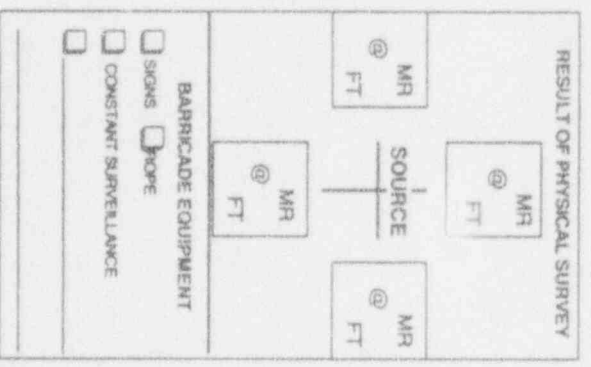 RESULT OF PHYSICAL SURVEY
MR
@
FT
MR
@
FT
SOURCE
MR
@
FT
MR
@
FT
BARRICADE EQUIPMENT
SIGNS ROPE
CONSTANT SURVEILLANCE